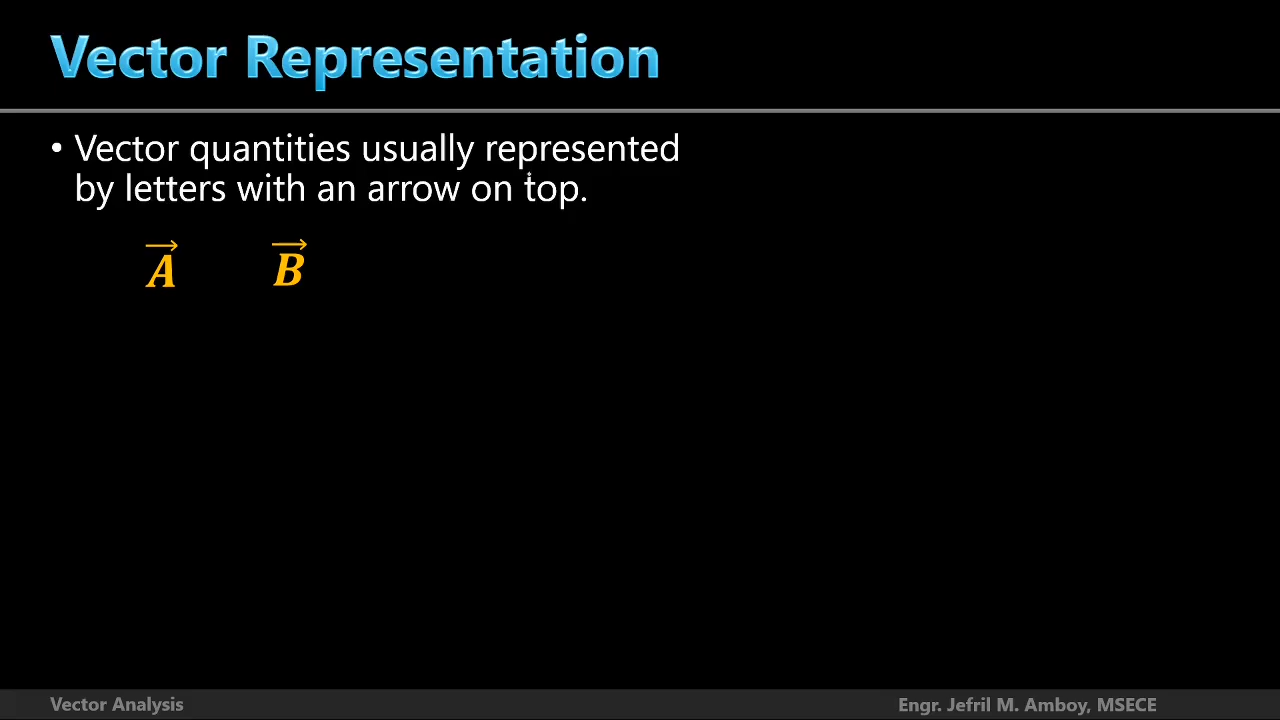 Vector Representation
• Vector quantities usually represented
by letters with an arrow on top.
A⃗ B⃗
Vector Analysis Engr. Jefril M. Amboy, MSECE